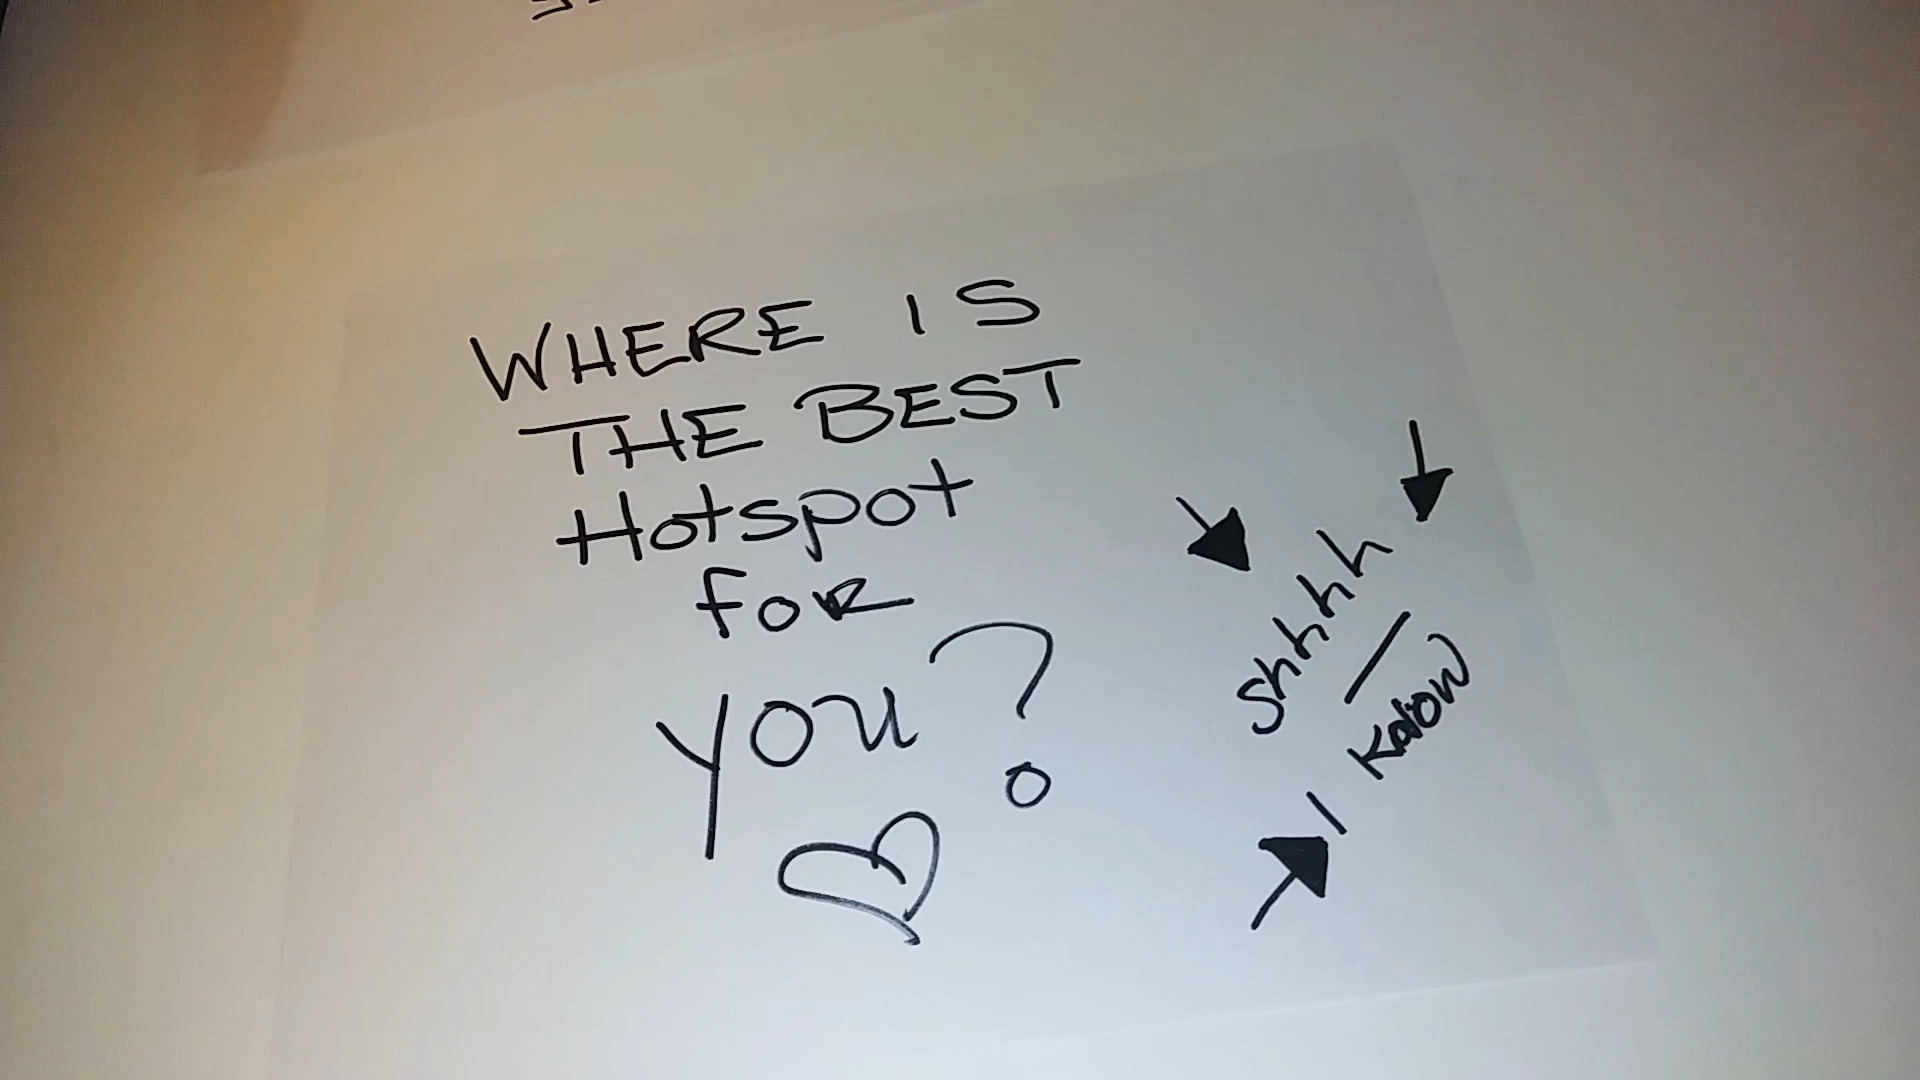 WHERE IS
THE BEST
Hotspot
for
you?
shhhh
I know